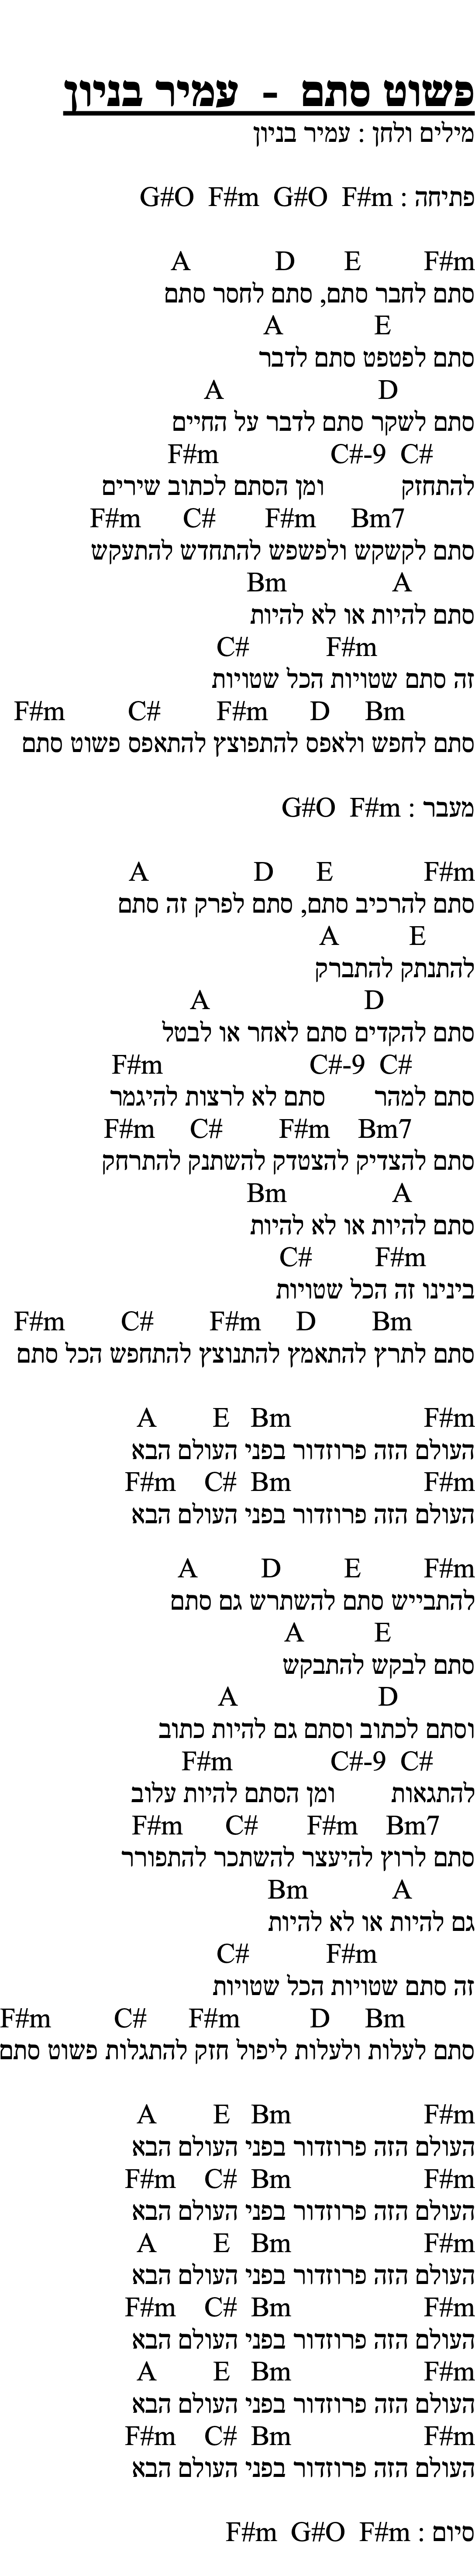 פשוט סתם - עמיר בניון
מילים ולחן : עמיר בניון
פתיחה : G#O F#m G#O F#m
A D E F#m
סתם לחבר סתם, סתם לחסר סתם
A E
סתם לפטפט סתם לדבר
A D
סתם לשקר סתם לדבר על החיים
F#m C#-9 C#
להתחזק ומן הסתם לכתוב שירים
F#m C# F#m Bm7
סתם לקשקש ולפשפש להתחדש להתעקש
Bm A
סתם להיות או לא להיות
C# F#m
זה סתם שטויות הכל שטויות
F#m C# F#m D Bm
סתם לחפש ולאפס להתפוצץ להתאפס פשוט סתם
מעבר : G#O F#m
A D E F#m
סתם להרכיב סתם, סתם לפרק זה סתם
A E
להתנתק להתברק
A D
סתם להקדים סתם לאחר או לבטל
F#m C#-9 C#
סתם למהר סתם לא לרצות להיגמר
F#m C# F#m Bm7
סתם להצדיק להצטדק להשתנק להתרחק
Bm A
סתם להיות או לא להיות
C# F#m
בינינו זה הכל שטויות
F#m C# F#m D Bm
סתם לתרץ להתאמץ להתנוצץ להתחפש הכל סתם
A E Bm F#m
העולם הזה פרוזדור בפני העולם הבא
F#m C# Bm F#m
העולם הזה פרוזדור בפני העולם הבא
A D E F#m
להתבייש סתם להשתרש גם סתם
A E
סתם לבקש להתבקש
A D
וסתם לכתוב וסתם גם להיות כתוב
F#m C#-9 C#
להתגאות ומן הסתם להיות עלוב
F#m C# F#m Bm7
סתם לרוץ להיעצר להשתכר להתפורר
Bm A
גם להיות או לא להיות
C# F#m
זה סתם שטויות הכל שטויות
F#m C# F#m D Bm
סתם לעלות ולעלות ליפול חזק להתגלות פשוט סתם
A E Bm F#m
העולם הזה פרוזדור בפני העולם הבא
F#m C# Bm F#m
העולם הזה פרוזדור בפני העולם הבא
A E Bm F#m
העולם הזה פרוזדור בפני העולם הבא
F#m C# Bm F#m
העולם הזה פרוזדור בפני העולם הבא
A E Bm F#m
העולם הזה פרוזדור בפני העולם הבא
F#m C# Bm F#m
העולם הזה פרוזדור בפני העולם הבא
סיום : F#m G#O F#m